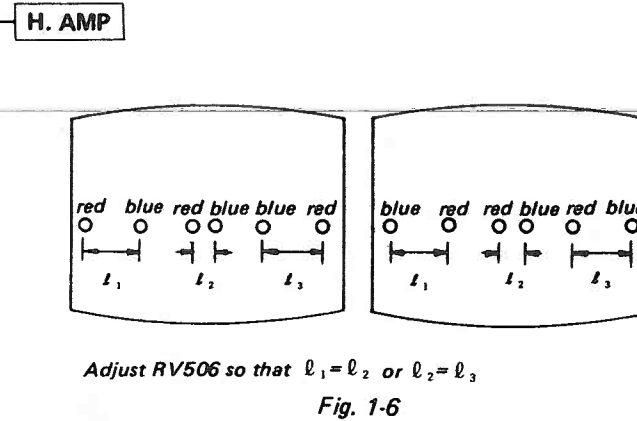 H. AMP
red blue red blue blue red blue red red blue red
ℓ₁ ℓ₂ ℓ₃ ℓ₁ ℓ₂ ℓ₃
Adjust RV506 so that ℓ₁=ℓ₂ or ℓ₂=ℓ₃
Fig. 1-6